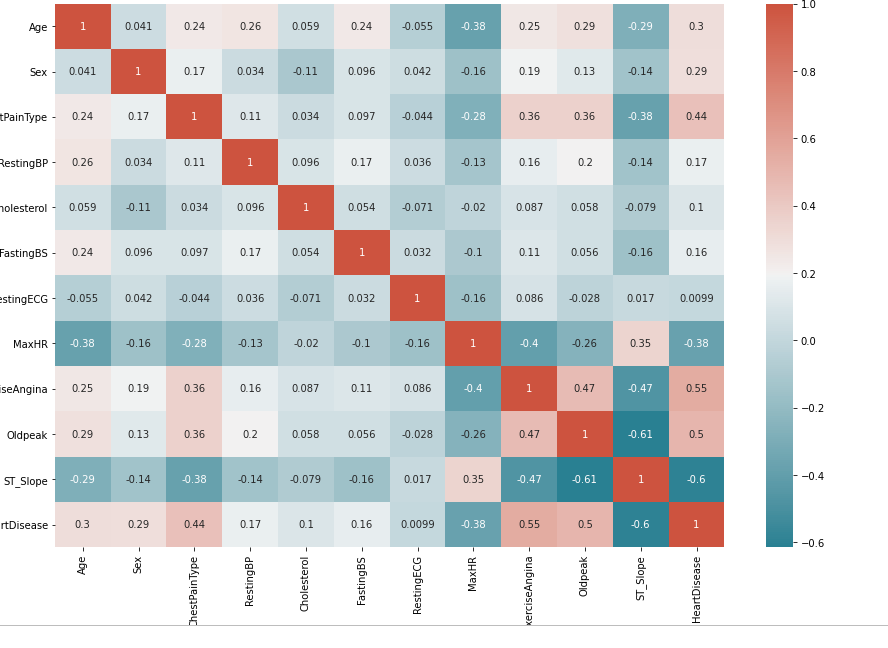 Age 1 0.041 0.24 0.26 0.059 0.24 -0.055 -0.38 0.25 0.29 -0.29 0.3
Sex 0.041 1 0.17 0.034 -0.11 0.096 0.042 -0.16 0.19 0.13 -0.14 0.29
tPainType 0.24 0.17 1 0.11 0.034 0.097 -0.044 -0.28 0.36 0.36 -0.38 0.44
RestingBP 0.26 0.034 0.11 1 0.096 0.17 0.036 -0.13 0.16 0.2 -0.14 0.17
holesterol 0.059 -0.11 0.034 0.096 1 0.054 -0.071 -0.02 0.087 0.058 -0.079 0.1
FastingBS 0.24 0.096 0.097 0.17 0.054 1 0.032 -0.1 0.11 0.056 -0.16 0.16
estingECG -0.055 0.042 -0.044 0.036 -0.071 0.032 1 -0.16 0.086 -0.028 0.017 0.0099
MaxHR -0.38 -0.16 -0.28 -0.13 -0.02 -0.1 -0.16 1 -0.4 -0.26 0.35 -0.38
iseAngina 0.25 0.19 0.36 0.16 0.087 0.11 0.086 -0.4 1 0.47 -0.47 0.55
Oldpeak 0.29 0.13 0.36 0.2 0.058 0.056 -0.028 -0.26 0.47 1 -0.61 0.5
ST_Slope -0.29 -0.14 -0.38 -0.14 -0.079 -0.16 0.017 0.35 -0.47 -0.61 1 -0.6
rtDisease 0.3 0.29 0.44 0.17 0.1 0.16 0.0099 -0.38 0.55 0.5 -0.6 1
Age
Sex
ChestPainType
RestingBP
Cholesterol
FastingBS
RestingECG
MaxHR
xerciseAngina
Oldpeak
ST_Slope
HeartDisease
1.0
0.8
0.6
0.4
0.2
0.0
−0.2
−0.4
−0.6